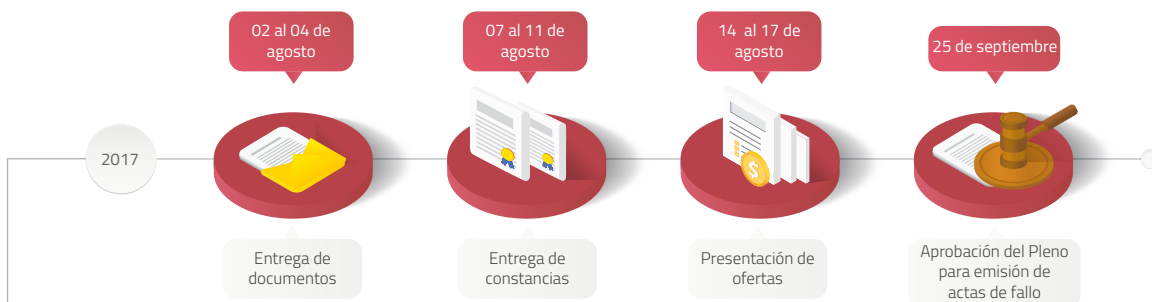 2017
02 al 04 de
agosto
Entrega de
documentos
07 al 11 de
agosto
Entrega de
constancias
14 al 17 de
agosto
$
Presentación de
ofertas
25 de septiembre
Aprobación del Pleno
para emisión de
actas de fallo